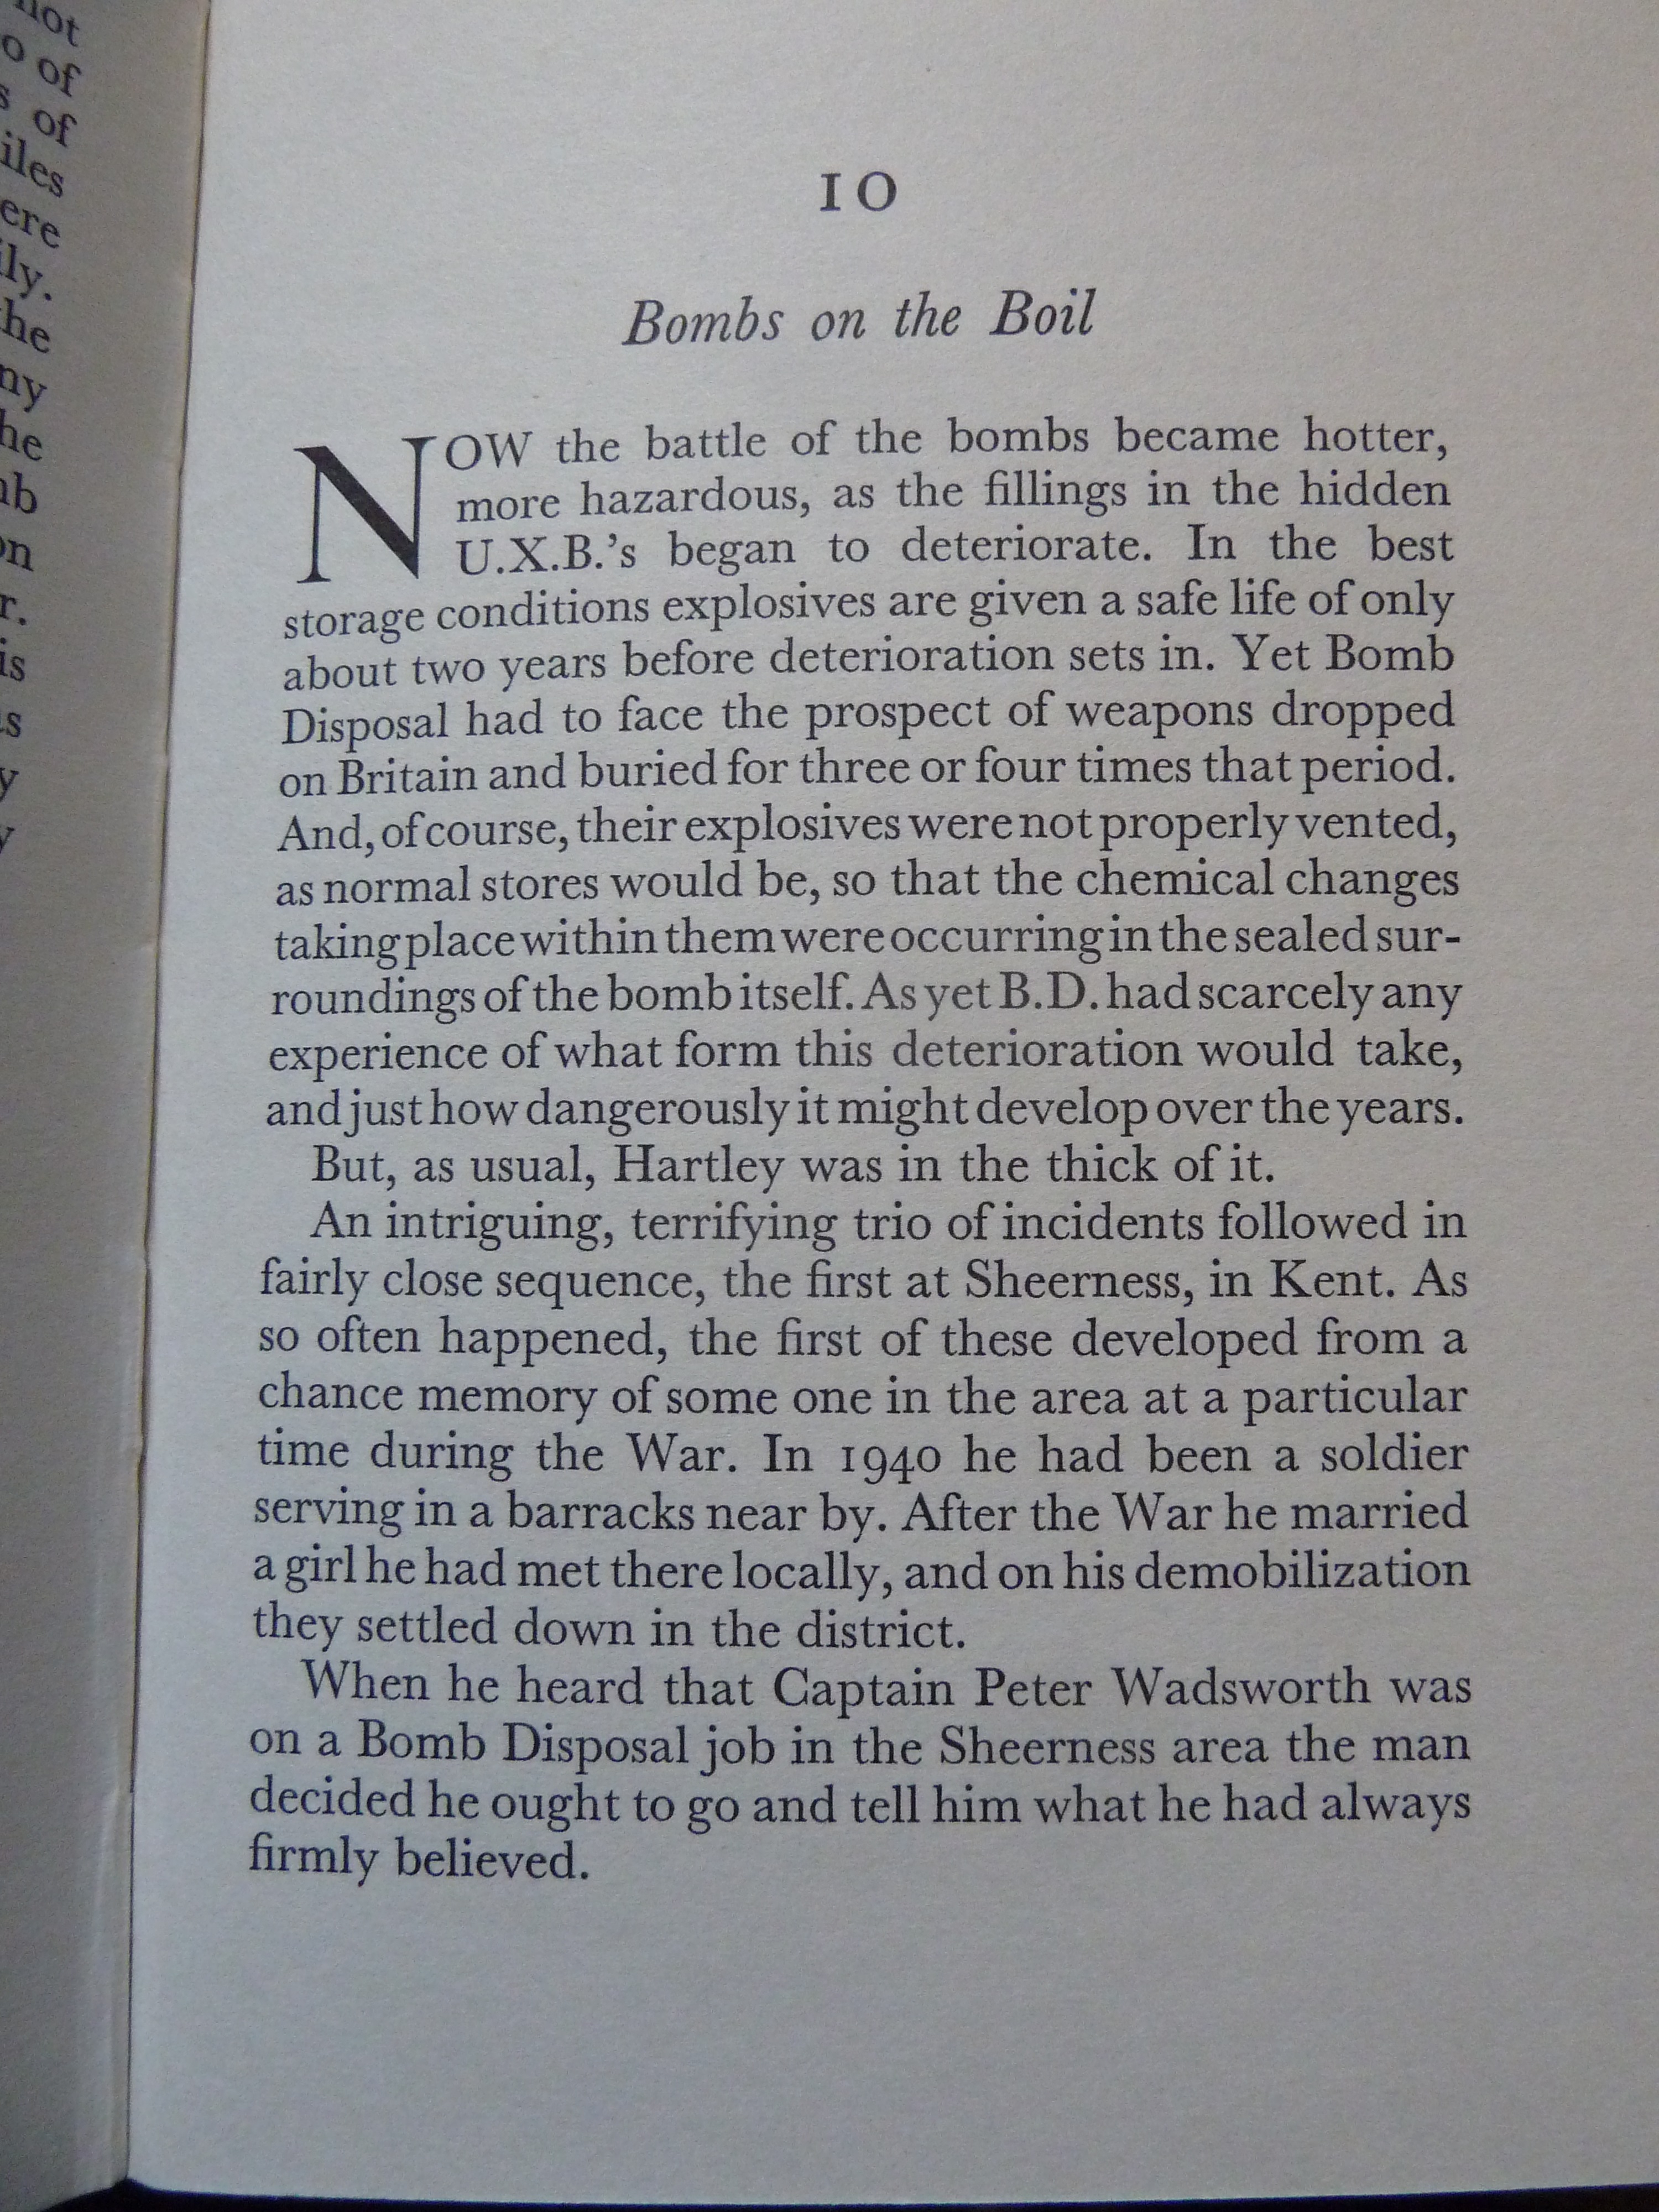 not
of
of
10
Bombs on the Boil
NOW the battle of the bombs became hotter,
more hazardous, as the fillings in the hidden
U.X.B.'s began to deteriorate. In the best
storage conditions explosives are given a safe life of only
about two years before deterioration sets in. Yet Bomb
Disposal had to face the prospect of weapons dropped
on Britain and buried for three or four times that period.
And, of course, their explosives were not properly vented,
as normal stores would be, so that the chemical changes
taking place within them were occurring in the sealed sur-
roundings of the bomb itself. As yet B.D. had scarcely any
experience of what form this deterioration would take,
and just how dangerously it might develop over the years.
But, as usual, Hartley was in the thick of it.
An intriguing, terrifying trio of incidents followed in
fairly close sequence, the first at Sheerness, in Kent. As
so often happened, the first of these developed from a
chance memory of some one in the area at a particular
time during the War. In 1940 he had been a soldier
serving in a barracks near by. After the War he married
a girl he had met there locally, and on his demobilization
they settled down in the district.
When he heard that Captain Peter Wadsworth was
on a Bomb Disposal job in the Sheerness area the man
decided he ought to go and tell him what he had always
firmly believed.